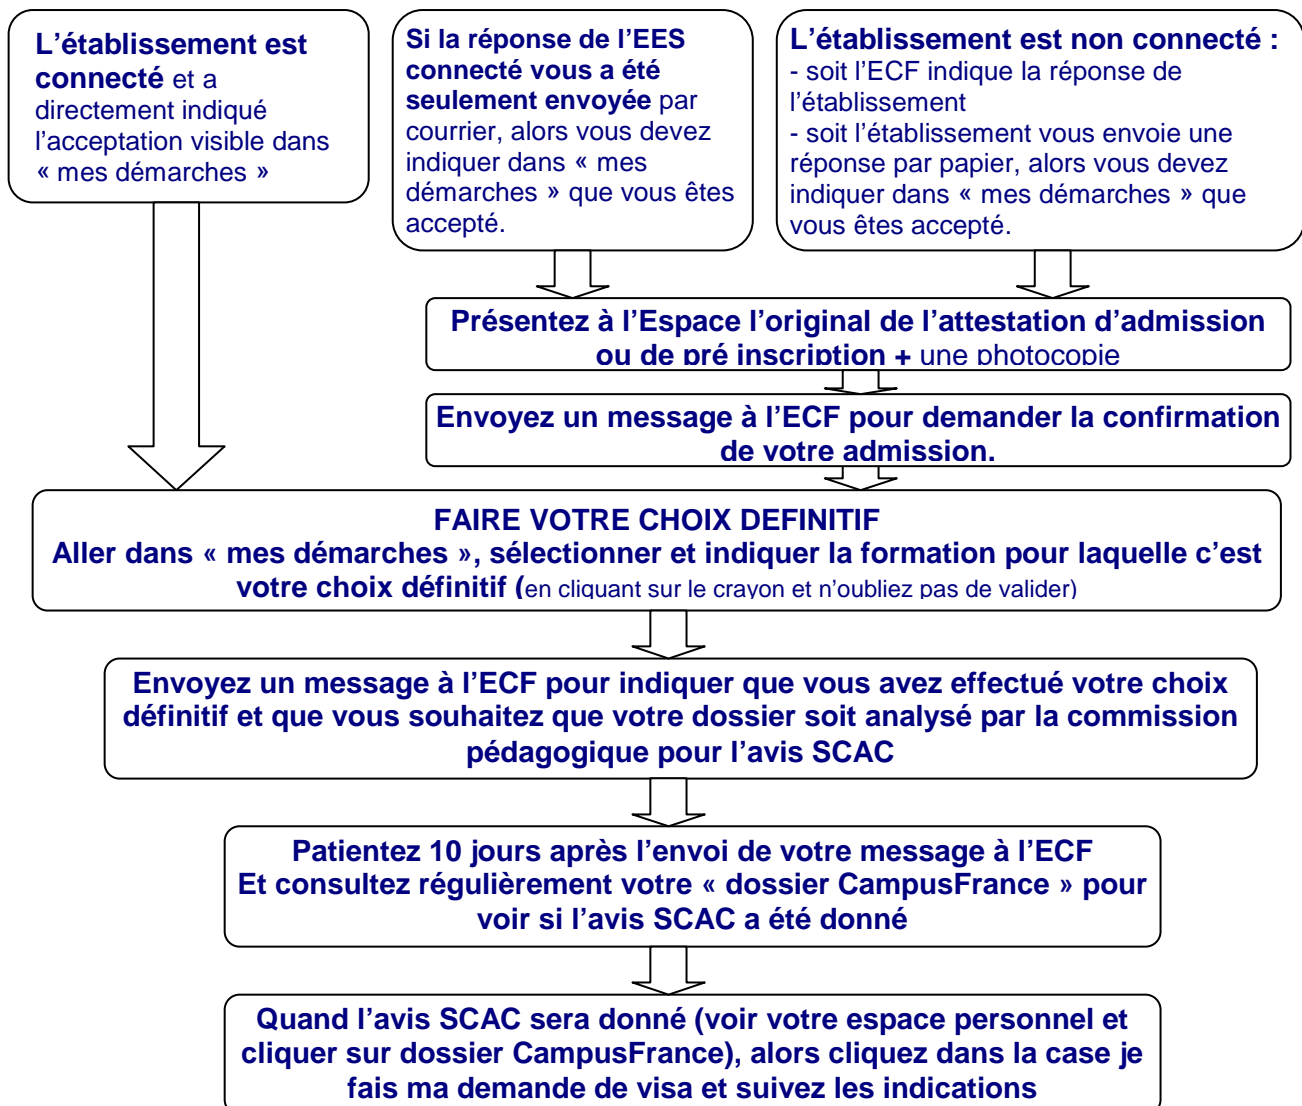 L'établissement est
connecté et a
directement indiqué
l'acceptation visible dans
« mes démarches »
Si la réponse de l'EES
connecté vous a été
seulement envoyée par
courrier, alors vous devez
indiquer dans « mes
démarches » que vous êtes
accepté.
L'établissement est non connecté :
- soit l'ECF indique la réponse de
l'établissement
- soit l'établissement vous envoie une
réponse par papier, alors vous devez
indiquer dans « mes démarches » que
vous êtes accepté.
Présentez à l'Espace l'original de l'attestation d'admission
ou de pré inscription + une photocopie
Envoyez un message à l'ECF pour demander la confirmation
de votre admission.
FAIRE VOTRE CHOIX DEFINITIF
Aller dans « mes démarches », sélectionner et indiquer la formation pour laquelle c'est
votre choix définitif (en cliquant sur le crayon et n'oubliez pas de valider)
Envoyez un message à l'ECF pour indiquer que vous avez effectué votre choix
définitif et que vous souhaitez que votre dossier soit analysé par la commission
pédagogique pour l'avis SCAC
Patientez 10 jours après l'envoi de votre message à l'ECF
Et consultez régulièrement votre « dossier CampusFrance » pour
voir si l'avis SCAC a été donné
Quand l'avis SCAC sera donné (voir votre espace personnel et
cliquer sur dossier CampusFrance), alors cliquez dans la case je
fais ma demande de visa et suivez les indications